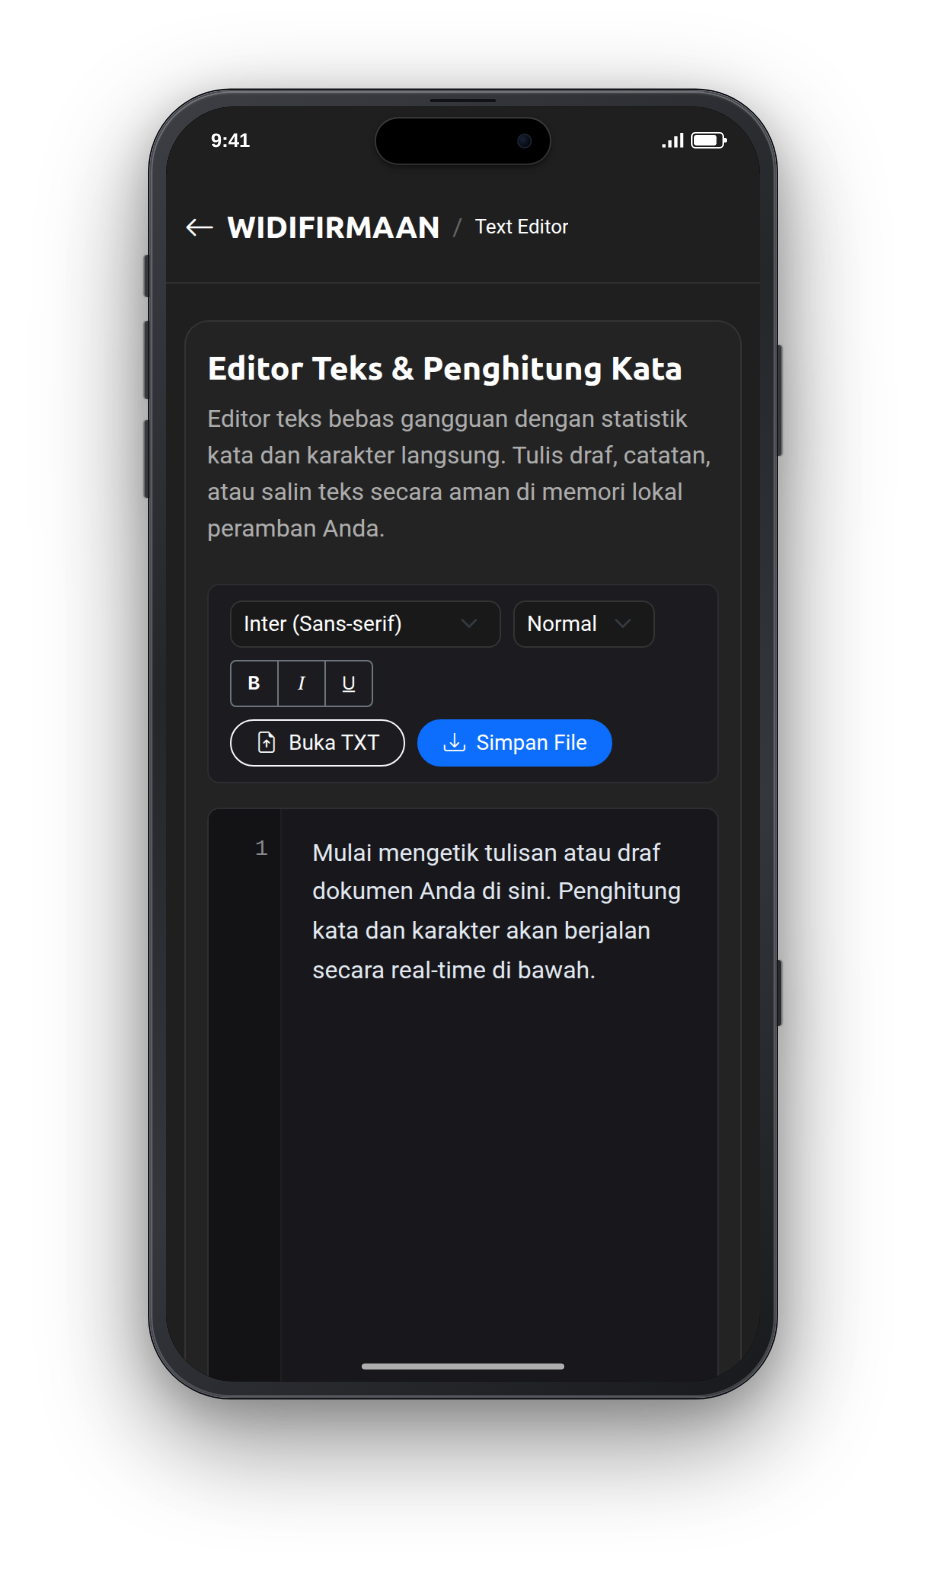 9:41
WIDIFIRMAAN / Text Editor
Editor Teks & Penghitung Kata
Editor teks bebas gangguan dengan statistik
kata dan karakter langsung. Tulis draf, catatan,
atau salin teks secara aman di memori lokal
peramban Anda.
Inter (Sans-serif) Normal
B I U
Buka TXT Simpan File
1 Mulai mengetik tulisan atau draf
dokumen Anda di sini. Penghitung
kata dan karakter akan berjalan
secara real-time di bawah.